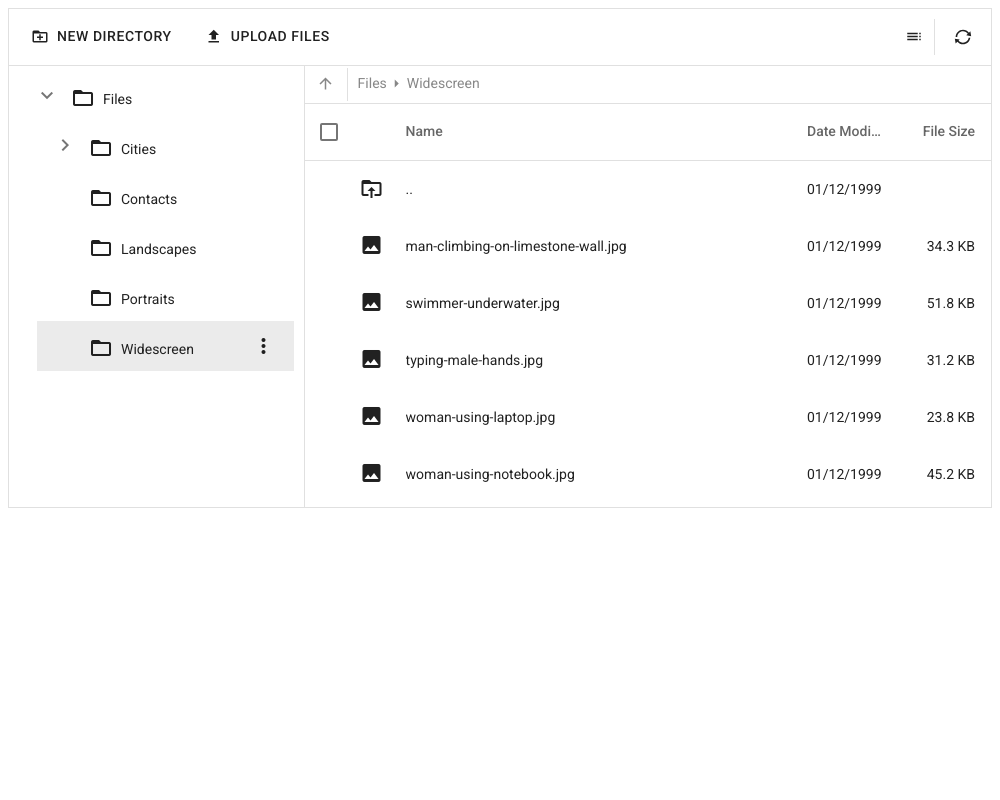 NEW DIRECTORY UPLOAD FILES
Files
Cities
Contacts
Landscapes
Portraits
Widescreen
Files Widescreen
Name Date Modi... File Size
.. 01/12/1999
man-climbing-on-limestone-wall.jpg 01/12/1999 34.3 KB
swimmer-underwater.jpg 01/12/1999 51.8 KB
typing-male-hands.jpg 01/12/1999 31.2 KB
woman-using-laptop.jpg 01/12/1999 23.8 KB
woman-using-notebook.jpg 01/12/1999 45.2 KB